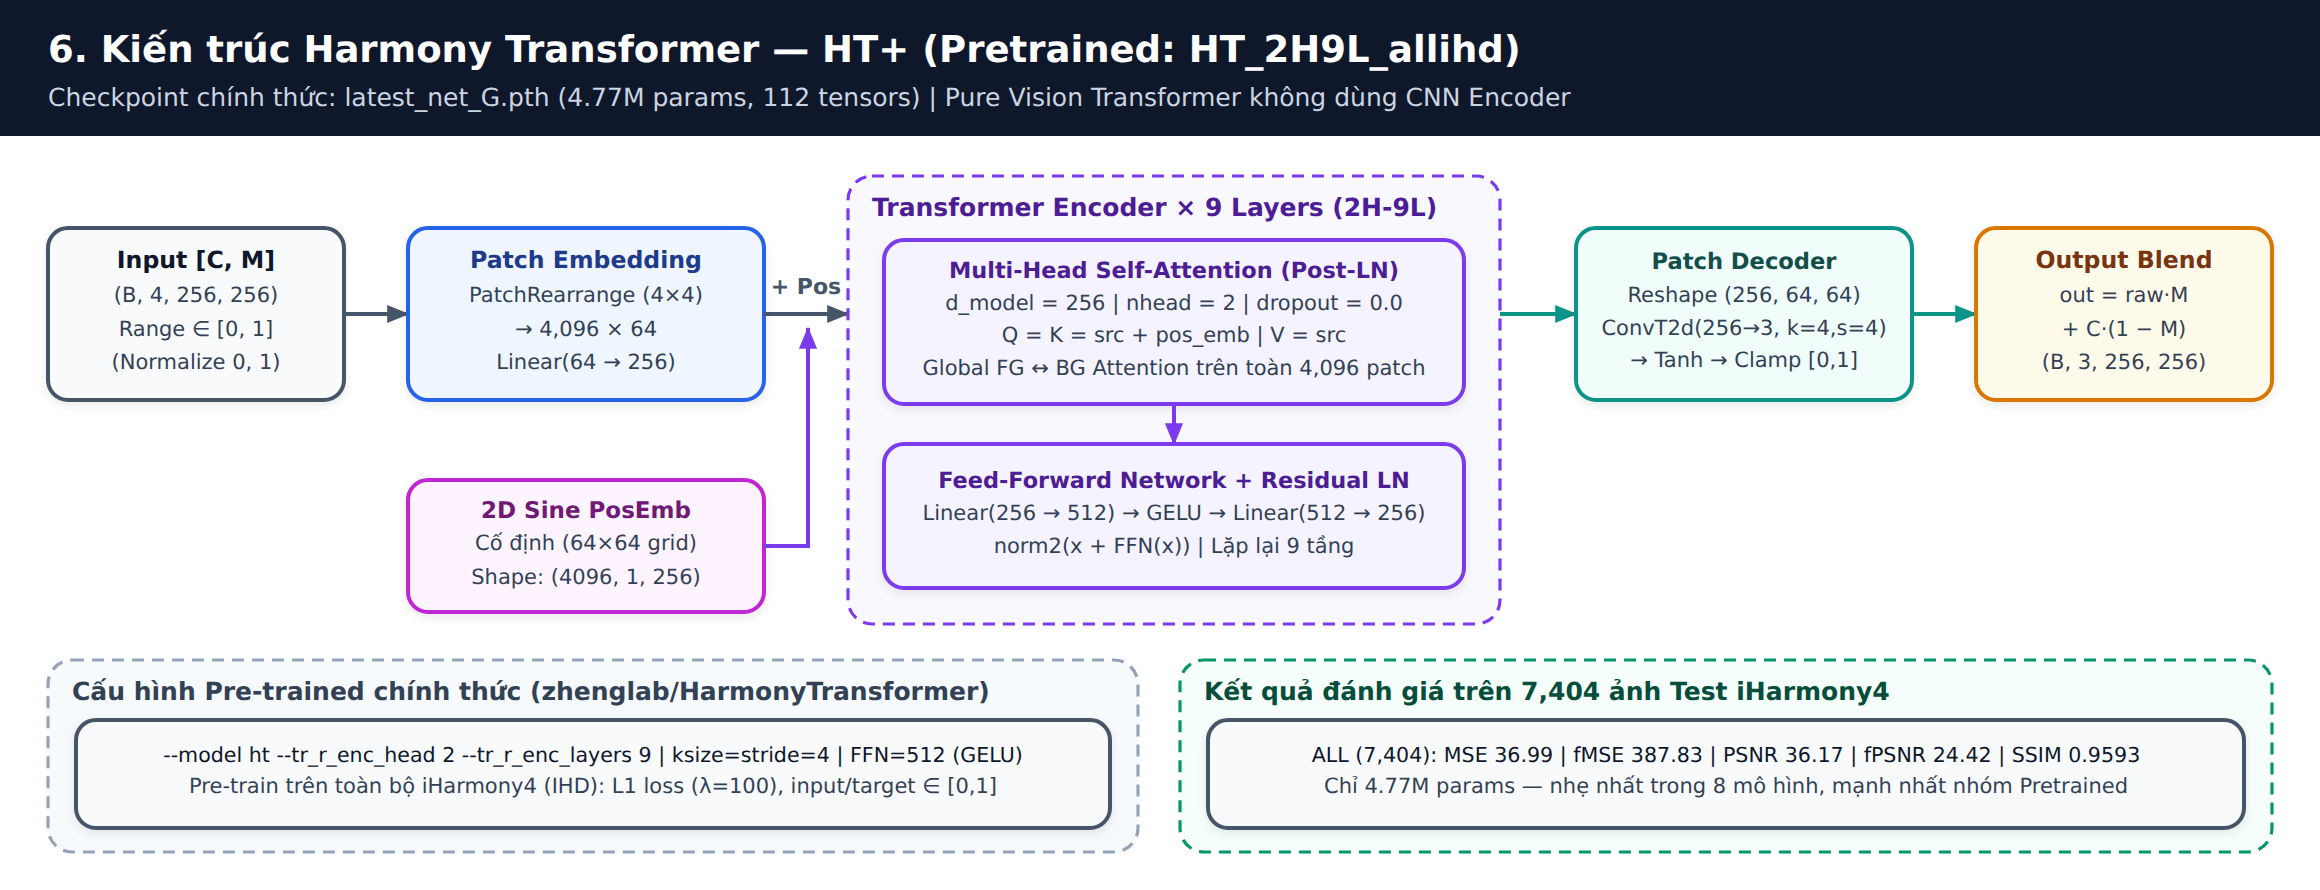 6. Kiến trúc Harmony Transformer — HT+ (Pretrained: HT_2H9L_allihd)
Checkpoint chính thức: latest_net_G.pth (4.77M params, 112 tensors) | Pure Vision Transformer không dùng CNN Encoder
Input [C, M]
(B, 4, 256, 256)
Range ∈ [0, 1]
(Normalize 0, 1)
Patch Embedding
PatchRearrange (4×4)
→ 4,096 × 64
Linear(64 → 256)
+ Pos
2D Sine PosEmb
Cố định (64×64 grid)
Shape: (4096, 1, 256)
Transformer Encoder × 9 Layers (2H-9L)
Multi-Head Self-Attention (Post-LN)
d_model = 256 | nhead = 2 | dropout = 0.0
Q = K = src + pos_emb | V = src
Global FG ↔ BG Attention trên toàn 4,096 patch
Feed-Forward Network + Residual LN
Linear(256 → 512) → GELU → Linear(512 → 256)
norm2(x + FFN(x)) | Lặp lại 9 tầng
Patch Decoder
Reshape (256, 64, 64)
ConvT2d(256→3, k=4,s=4)
→ Tanh → Clamp [0,1]
Output Blend
out = raw·M
+ C·(1 − M)
(B, 3, 256, 256)
Cấu hình Pre-trained chính thức (zhenglab/HarmonyTransformer)
--model ht --tr_r_enc_head 2 --tr_r_enc_layers 9 | ksize=stride=4 | FFN=512 (GELU)
Pre-train trên toàn bộ iHarmony4 (IHD): L1 loss (λ=100), input/target ∈ [0,1]
Kết quả đánh giá trên 7,404 ảnh Test iHarmony4
ALL (7,404): MSE 36.99 | fMSE 387.83 | PSNR 36.17 | fPSNR 24.42 | SSIM 0.9593
Chỉ 4.77M params — nhẹ nhất trong 8 mô hình, mạnh nhất nhóm Pretrained